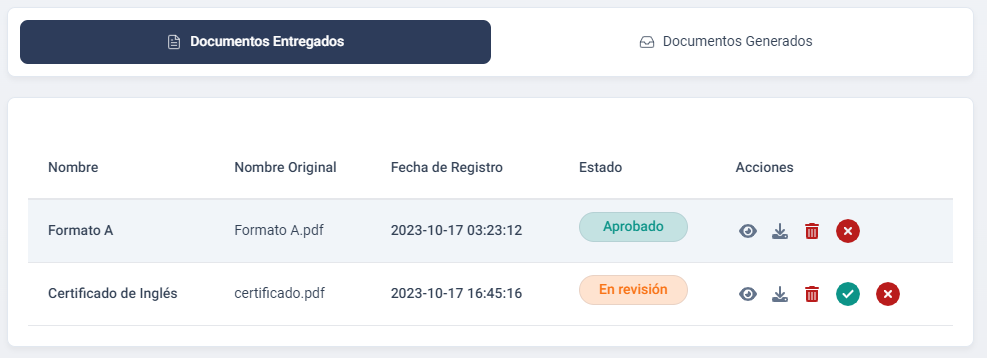 Documentos Entregados
Documentos Generados
Nombre Nombre Original Fecha de Registro Estado Acciones
Formato A Formato A.pdf 2023-10-17 03:23:12 Aprobado
Certificado de Inglés certificado.pdf 2023-10-17 16:45:16 En revisión